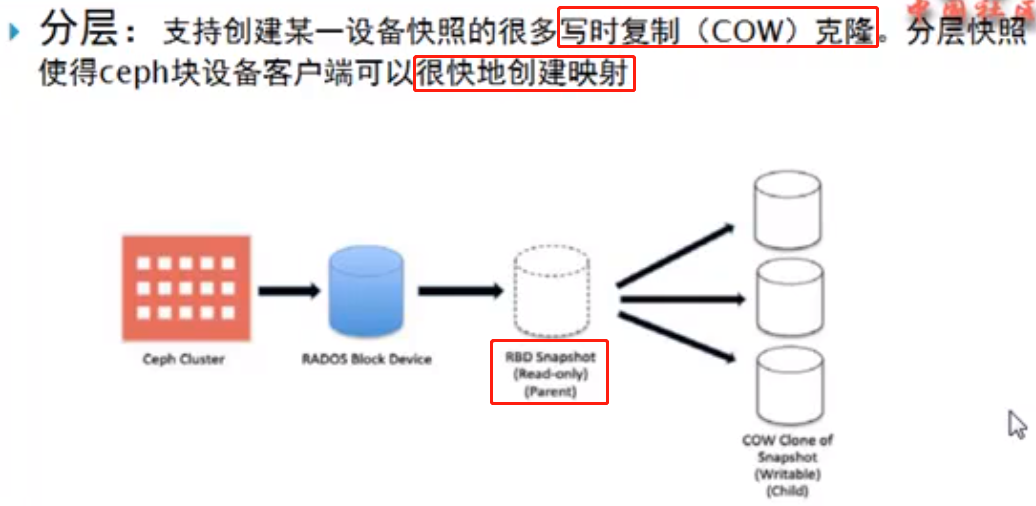 分层：支持创建某一设备快照的很多写时复制（COW）克隆。分层快照
使得ceph块设备客户端可以很快地创建映射
Ceph Cluster
RADOS Block Device
RBD Snapshot
(Read-only)
(Parent)
COW Clone of
Snapshot
(Writable)
(Child)